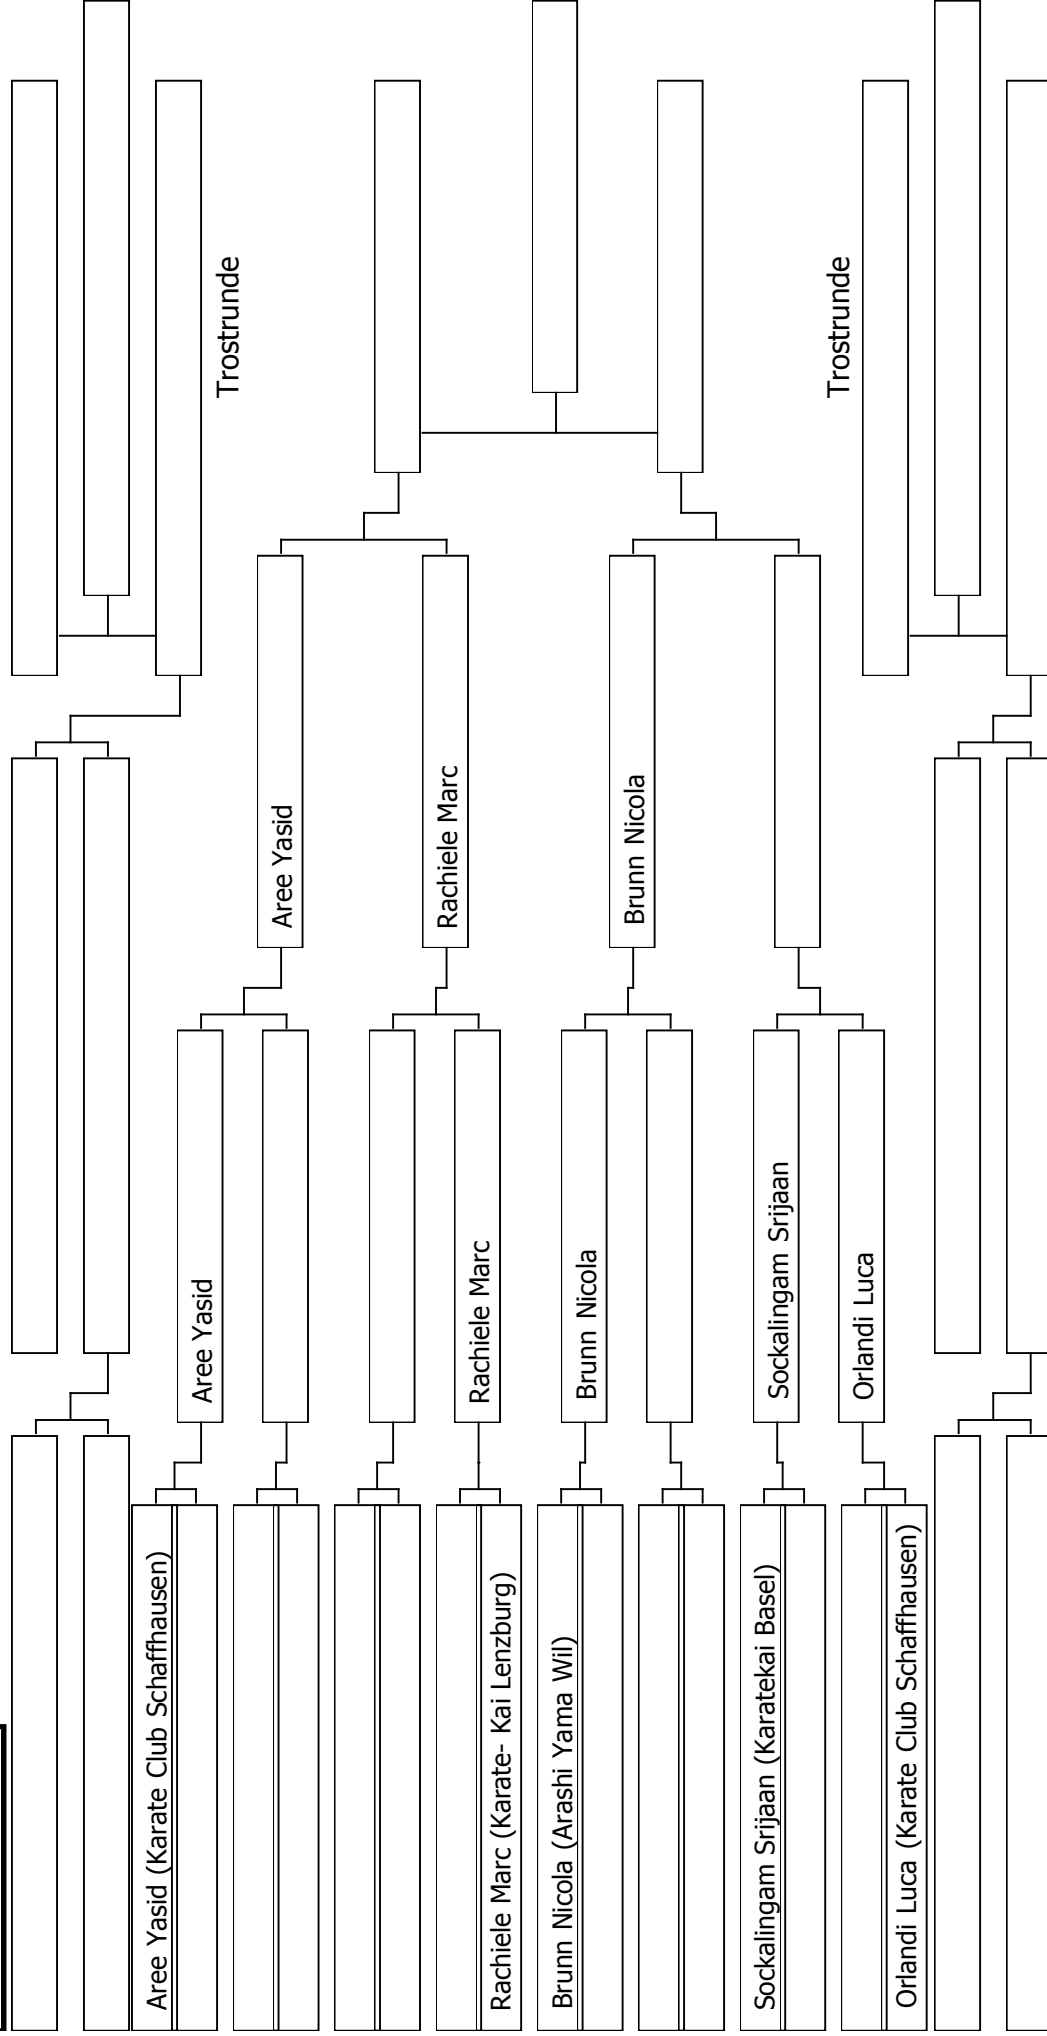 Aree Yasid (Karate Club Schaffhausen)
Rachiele Marc (Karate- Kai Lenzburg)
Brunn Nicola (Arashi Yama Wil)
Sockalingam Srijaan (Karatekai Basel)
Orlandi Luca (Karate Club Schaffhausen)
Aree Yasid
Rachiele Marc
Brunn Nicola
Sockalingam Srijaan
Orlandi Luca
Aree Yasid
Rachiele Marc
Brunn Nicola
Trostrunde
Trostrunde